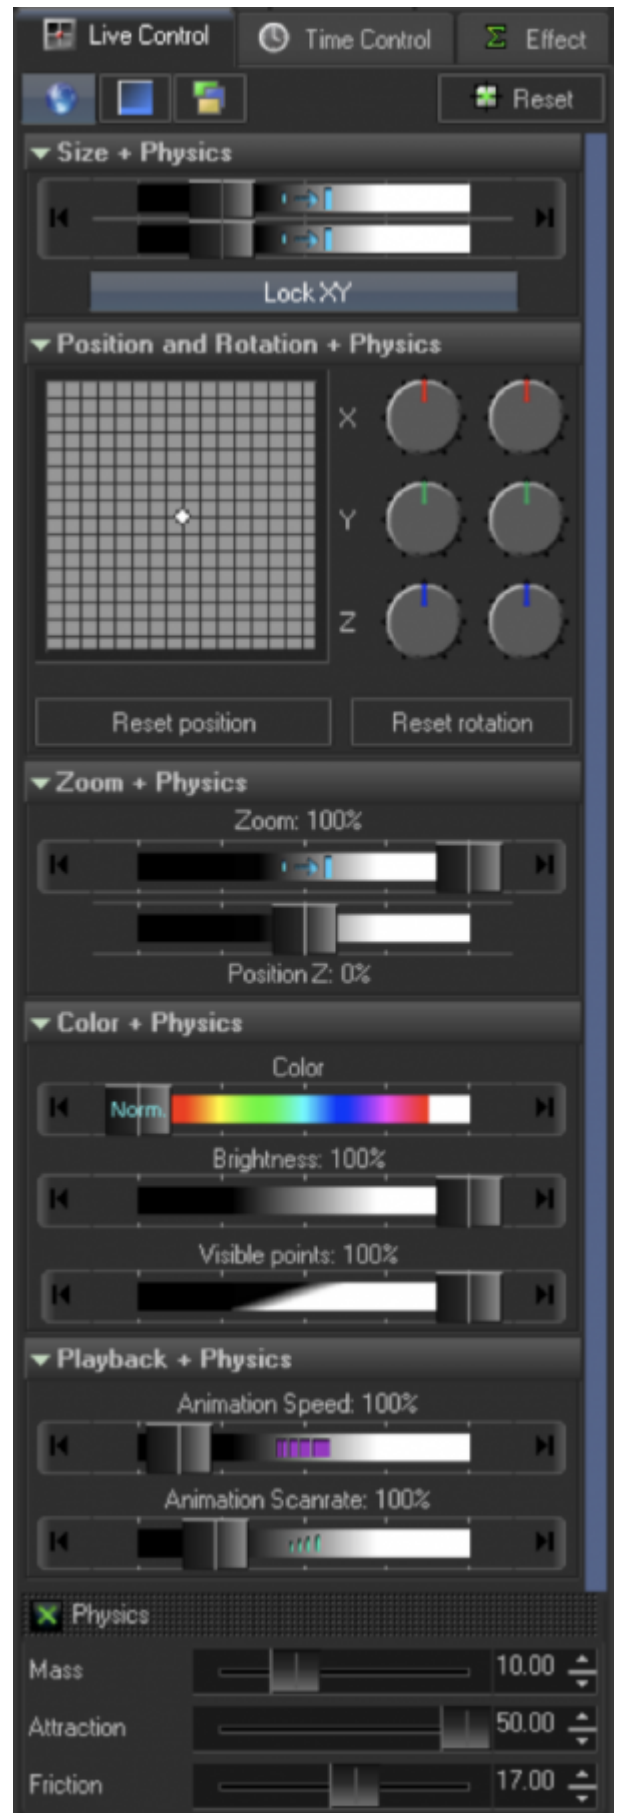 Live Control Time Control Effect
Reset
Size + Physics
Lock XY
Position and Rotation + Physics
X
Y
Z
Reset position Reset rotation
Zoom + Physics
Zoom: 100%
Position Z: 0%
Color + Physics
Color
Norm.
Brightness: 100%
Visible points: 100%
Playback + Physics
Animation Speed: 100%
Animation Scanrate: 100%
Physics
Mass 10.00
Attraction 50.00
Friction 17.00